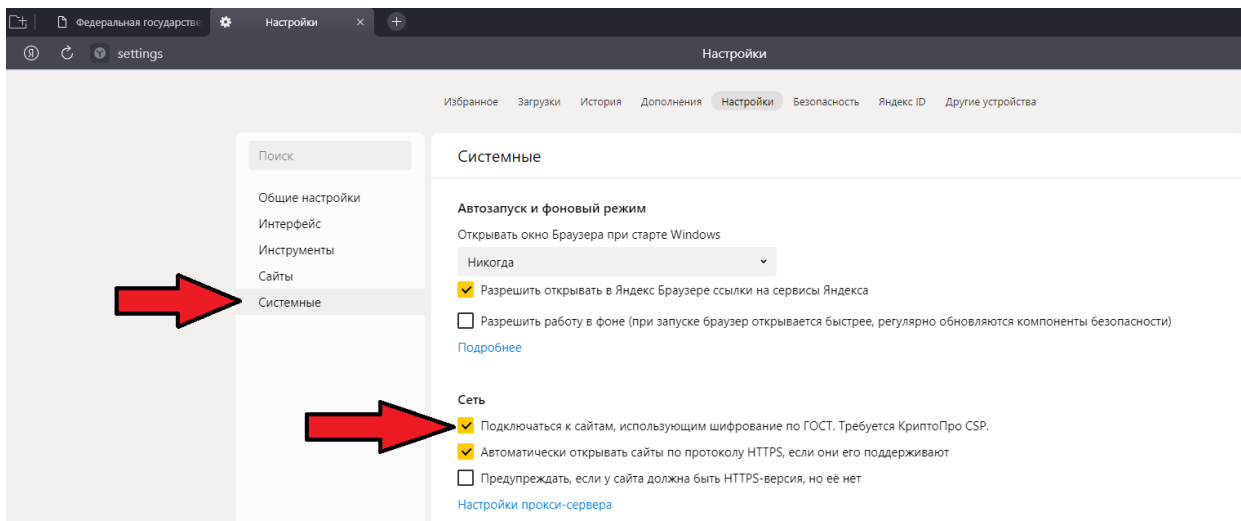 Федеральная государстве
Настройки
settings
Настройки
Избранное Загрузки История Дополнения Настройки Безопасность Яндекс ID Другие устройства
Поиск
Общие настройки
Интерфейс
Инструменты
Сайты
Системные
Системные
Автозапуск и фоновый режим
Открывать окно Браузера при старте Windows
Никогда
Разрешить открывать в Яндекс Браузере ссылки на сервисы Яндекса
Разрешить работу в фоне (при запуске браузер открывается быстрее, регулярно обновляются компоненты безопасности)
Подробнее
Сеть
Подключаться к сайтам, использующим шифрование по ГОСТ. Требуется КриптоПро CSP.
Автоматически открывать сайты по протоколу HTTPS, если они его поддерживают
Предупреждать, если у сайта должна быть HTTPS-версия, но её нет
Настройки прокси-сервера